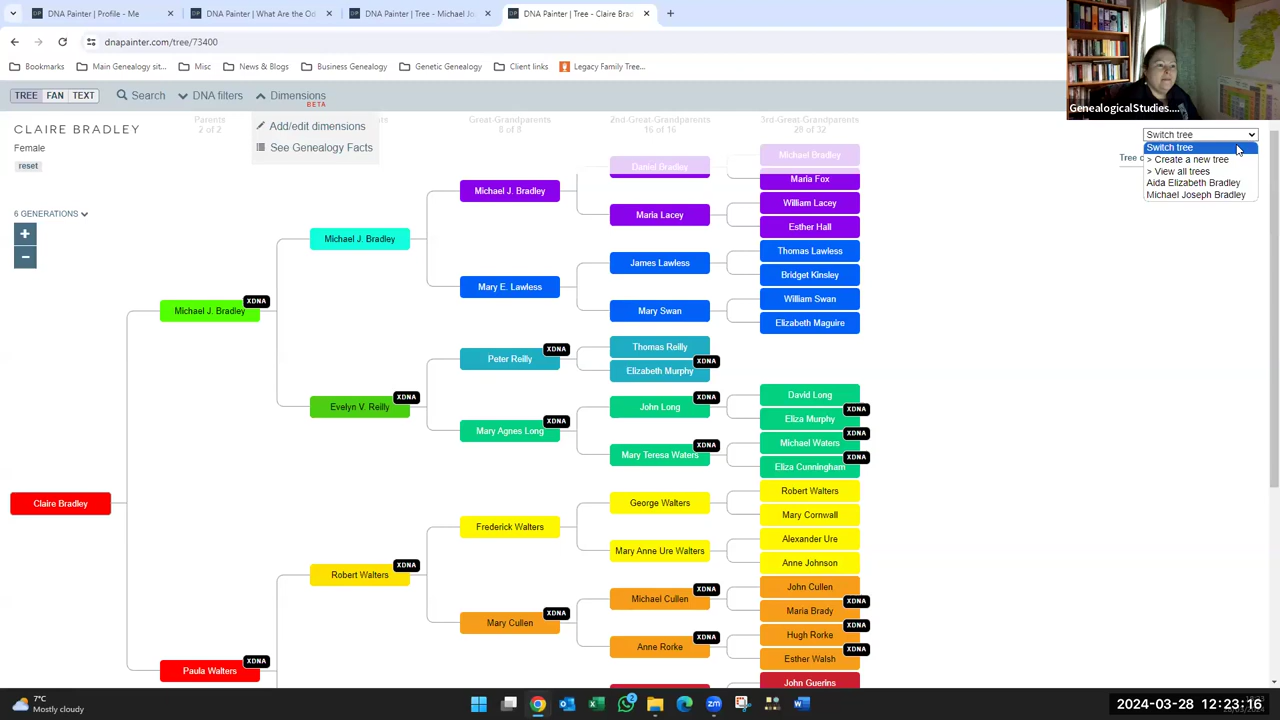 DNA Painter | Profile - Me
DNA Painter | What Are the Od
DNA Painter | Tree - Michael J.
DNA Painter | Tree - Claire Brad
dnapainter.com/tree/73400
Bookmarks
Main Genealogy sit...
Misc
News & Blogs
Business Genealog...
Genetic Genealogy
Client links
Legacy Family Tree...
GenealogicalStudies....
TREE
FAN
TEXT
Search
DNA filters
Dimensions
BETA
Add/edit dimensions
See Genealogy Facts
CLAIRE BRADLEY
Female
reset
6 GENERATIONS
+
−
Parents
2 of 2
Great-Grandparents
8 of 8
2nd-Great-Grandparents
16 of 16
3rd-Great-Grandparents
28 of 32
Switch tree
Switch tree
> Create a new tree
> View all trees
Aida Elizabeth Bradley
Michael Joseph Bradley
Claire Bradley
Michael J. Bradley
XDNA
Paula Walters
XDNA
Michael J. Bradley
Evelyn V. Reilly
XDNA
Robert Walters
XDNA
Michael J. Bradley
Mary E. Lawless
Peter Reilly
XDNA
Mary Agnes Long
XDNA
Frederick Walters
Mary Cullen
XDNA
Daniel Bradley
Maria Lacey
James Lawless
Mary Swan
Thomas Reilly
Elizabeth Murphy
XDNA
John Long
XDNA
Mary Teresa Waters
XDNA
George Walters
Mary Anne Ure Walters
Michael Cullen
XDNA
Anne Rorke
XDNA
Michael Bradley
Maria Fox
William Lacey
Esther Hall
Thomas Lawless
Bridget Kinsley
William Swan
Elizabeth Maguire
David Long
Eliza Murphy
XDNA
Michael Waters
XDNA
Eliza Cunningham
XDNA
Robert Walters
Mary Cornwall
Alexander Ure
Anne Johnson
John Cullen
Maria Brady
XDNA
Hugh Rorke
XDNA
Esther Walsh
XDNA
John Guerins
7°C
Mostly cloudy
2024-03-28 12:23:16